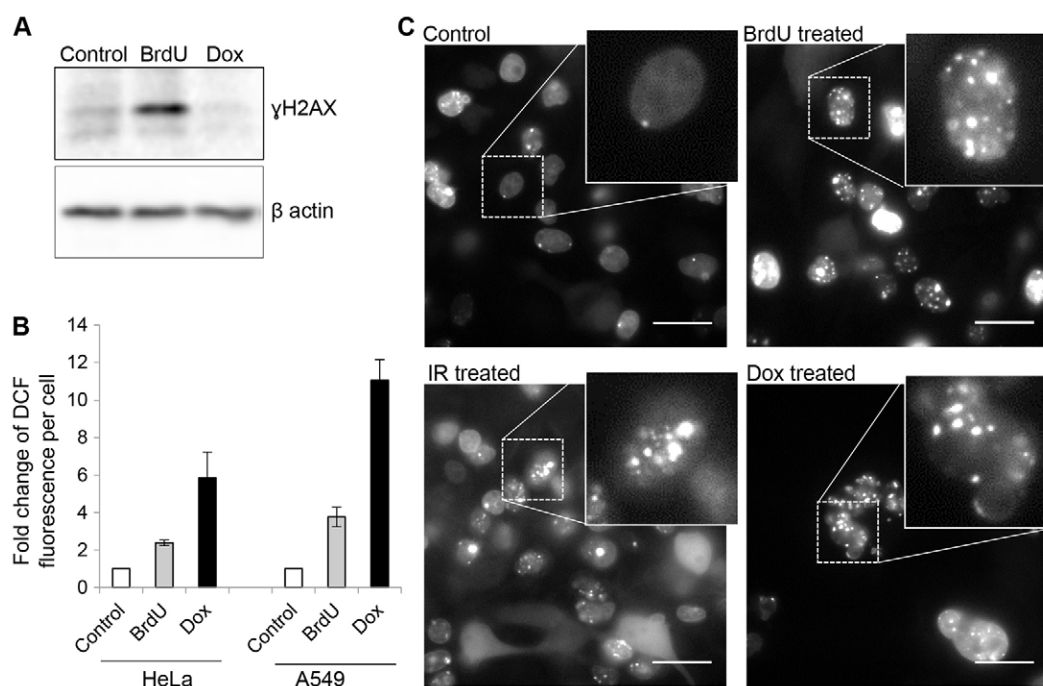 A
Control BrdU Dox
ɣH2AX
β actin
B
Fold change of DCF
fluorescence per cell
14
12
10
8
6
4
2
0
Control BrdU Dox Control BrdU Dox
HeLa A549
C
Control BrdU treated
IR treated Dox treated